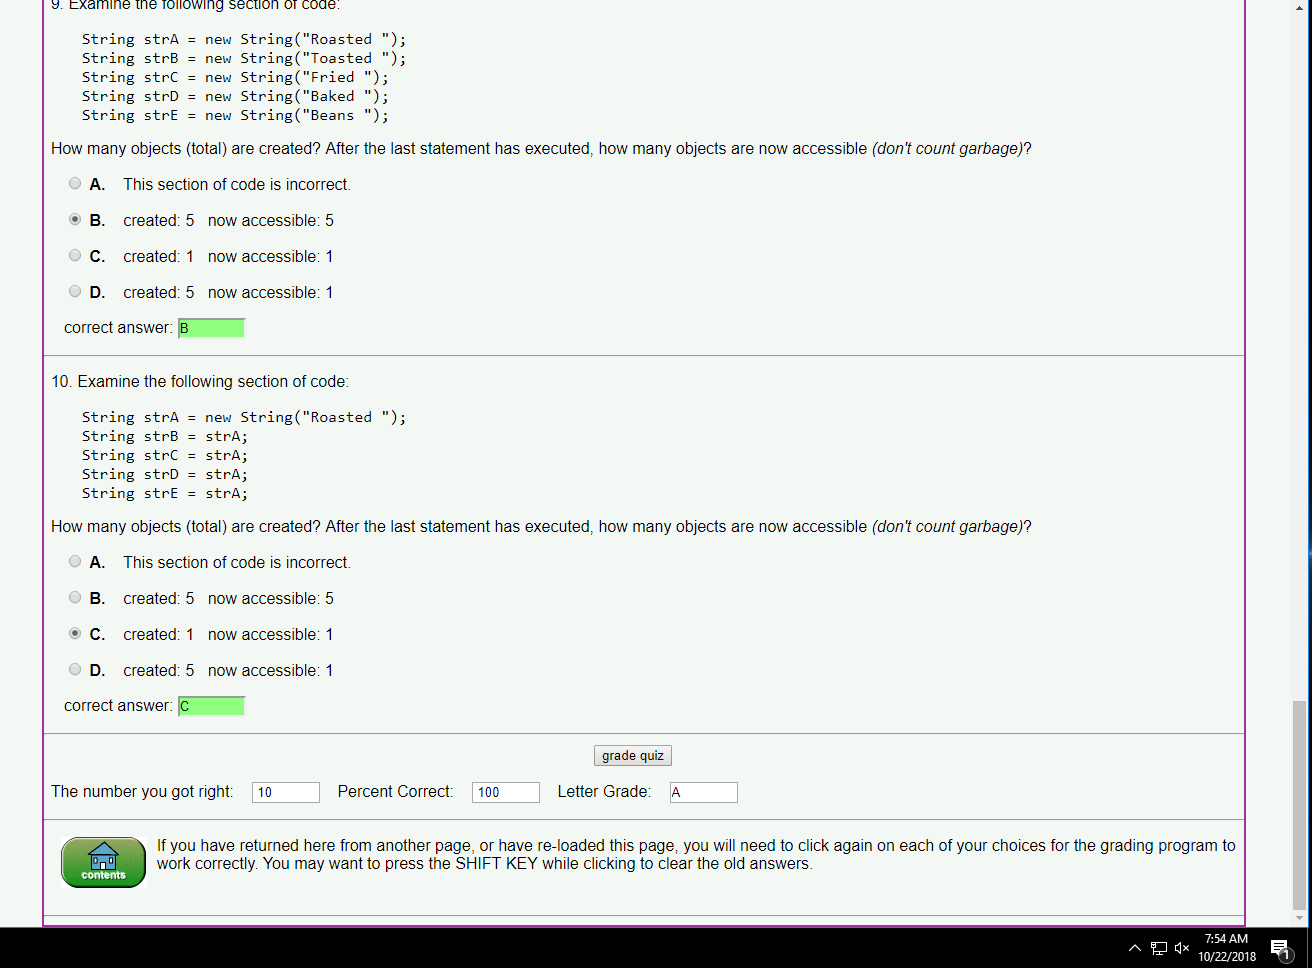 9. Examine the following section of code:
String strA = new String("Roasted ");
String strB = new String("Toasted ");
String strC = new String("Fried ");
String strD = new String("Baked ");
String strE = new String("Beans ");
How many objects (total) are created? After the last statement has executed, how many objects are now accessible (don't count garbage)?
A. This section of code is incorrect.
B. created: 5 now accessible: 5
C. created: 1 now accessible: 1
D. created: 5 now accessible: 1
correct answer: B
10. Examine the following section of code:
String strA = new String("Roasted ");
String strB = strA;
String strC = strA;
String strD = strA;
String strE = strA;
How many objects (total) are created? After the last statement has executed, how many objects are now accessible (don't count garbage)?
A. This section of code is incorrect.
B. created: 5 now accessible: 5
C. created: 1 now accessible: 1
D. created: 5 now accessible: 1
correct answer: C
grade quiz
The number you got right: 10 Percent Correct: 100 Letter Grade: A
If you have returned here from another page, or have re-loaded this page, you will need to click again on each of your choices for the grading program to
work correctly. You may want to press the SHIFT KEY while clicking to clear the old answers.
contents
7:54 AM
10/22/2018
1